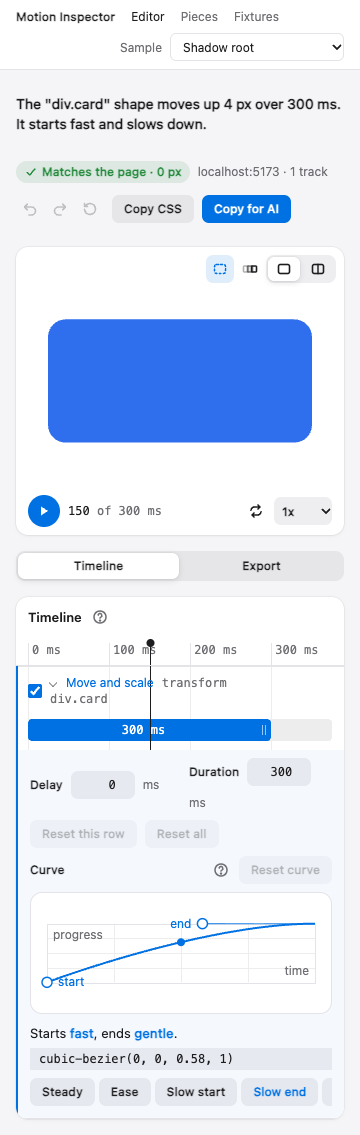 Motion Inspector Editor Pieces Fixtures
Sample Shadow root
The "div.card" shape moves up 4 px over 300 ms.
It starts fast and slows down.
Matches the page · 0 px localhost:5173 · 1 track
Copy CSS Copy for AI
150 of 300 ms 1x
Timeline Export
Timeline
0 ms 100 ms 200 ms 300 ms
Move and scale transform
div.card
300 ms
Delay 0 ms Duration 300
ms
Reset this row Reset all
Curve Reset curve
end
progress
time
start
Starts fast, ends gentle.
cubic-bezier(0, 0, 0.58, 1)
Steady Ease Slow start Slow end